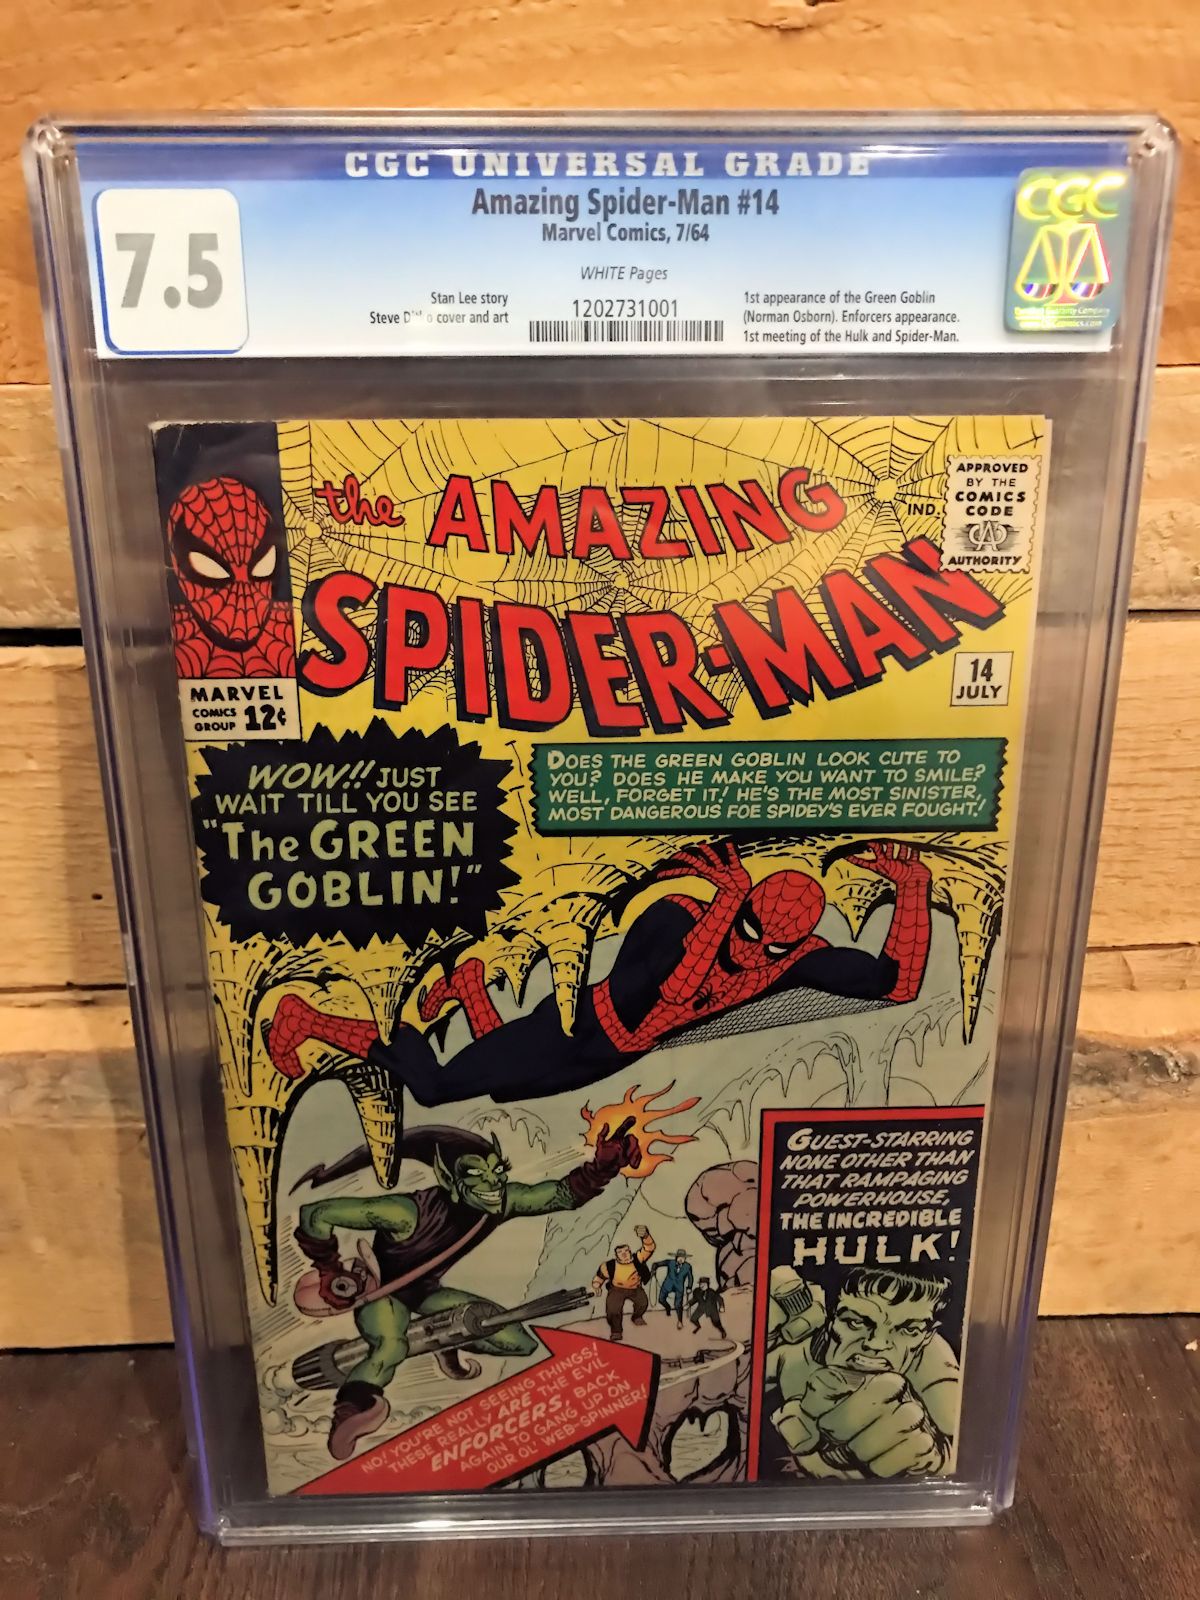 CGC UNIVERSAL GRADE
7.5
Amazing Spider-Man #14
Marvel Comics, 7/64
WHITE Pages
Stan Lee story
Steve cover and art
1202731001
1st appearance of the Green Goblin
(Norman Osborn). Enforcers appearance.
1st meeting of the Hulk and Spider-Man.
CGC
the AMAZING
SPIDER-MAN
IND.
APPROVED
BY THE
COMICS
CODE
CA
AUTHORITY
14
JULY
MARVEL
COMICS
GROUP
12¢
WOW!! JUST
WAIT TILL YOU SEE
"The GREEN
GOBLIN!"
DOES THE GREEN GOBLIN LOOK CUTE TO
YOU? DOES HE MAKE YOU WANT TO SMILE?
WELL, FORGET IT! HE'S THE MOST SINISTER,
MOST DANGEROUS FOE SPIDEY'S EVER FOUGHT!
GUEST-STARRING
NONE OTHER THAN
THAT RAMPAGING
POWERHOUSE,
THE INCREDIBLE
HULK!
NO! YOU'RE NOT SEEING THINGS!
THESE REALLY ARE THE EVIL
ENFORCERS, BACK
AGAIN TO GANG UP ON
OUR OL' WEB-SPINNER!